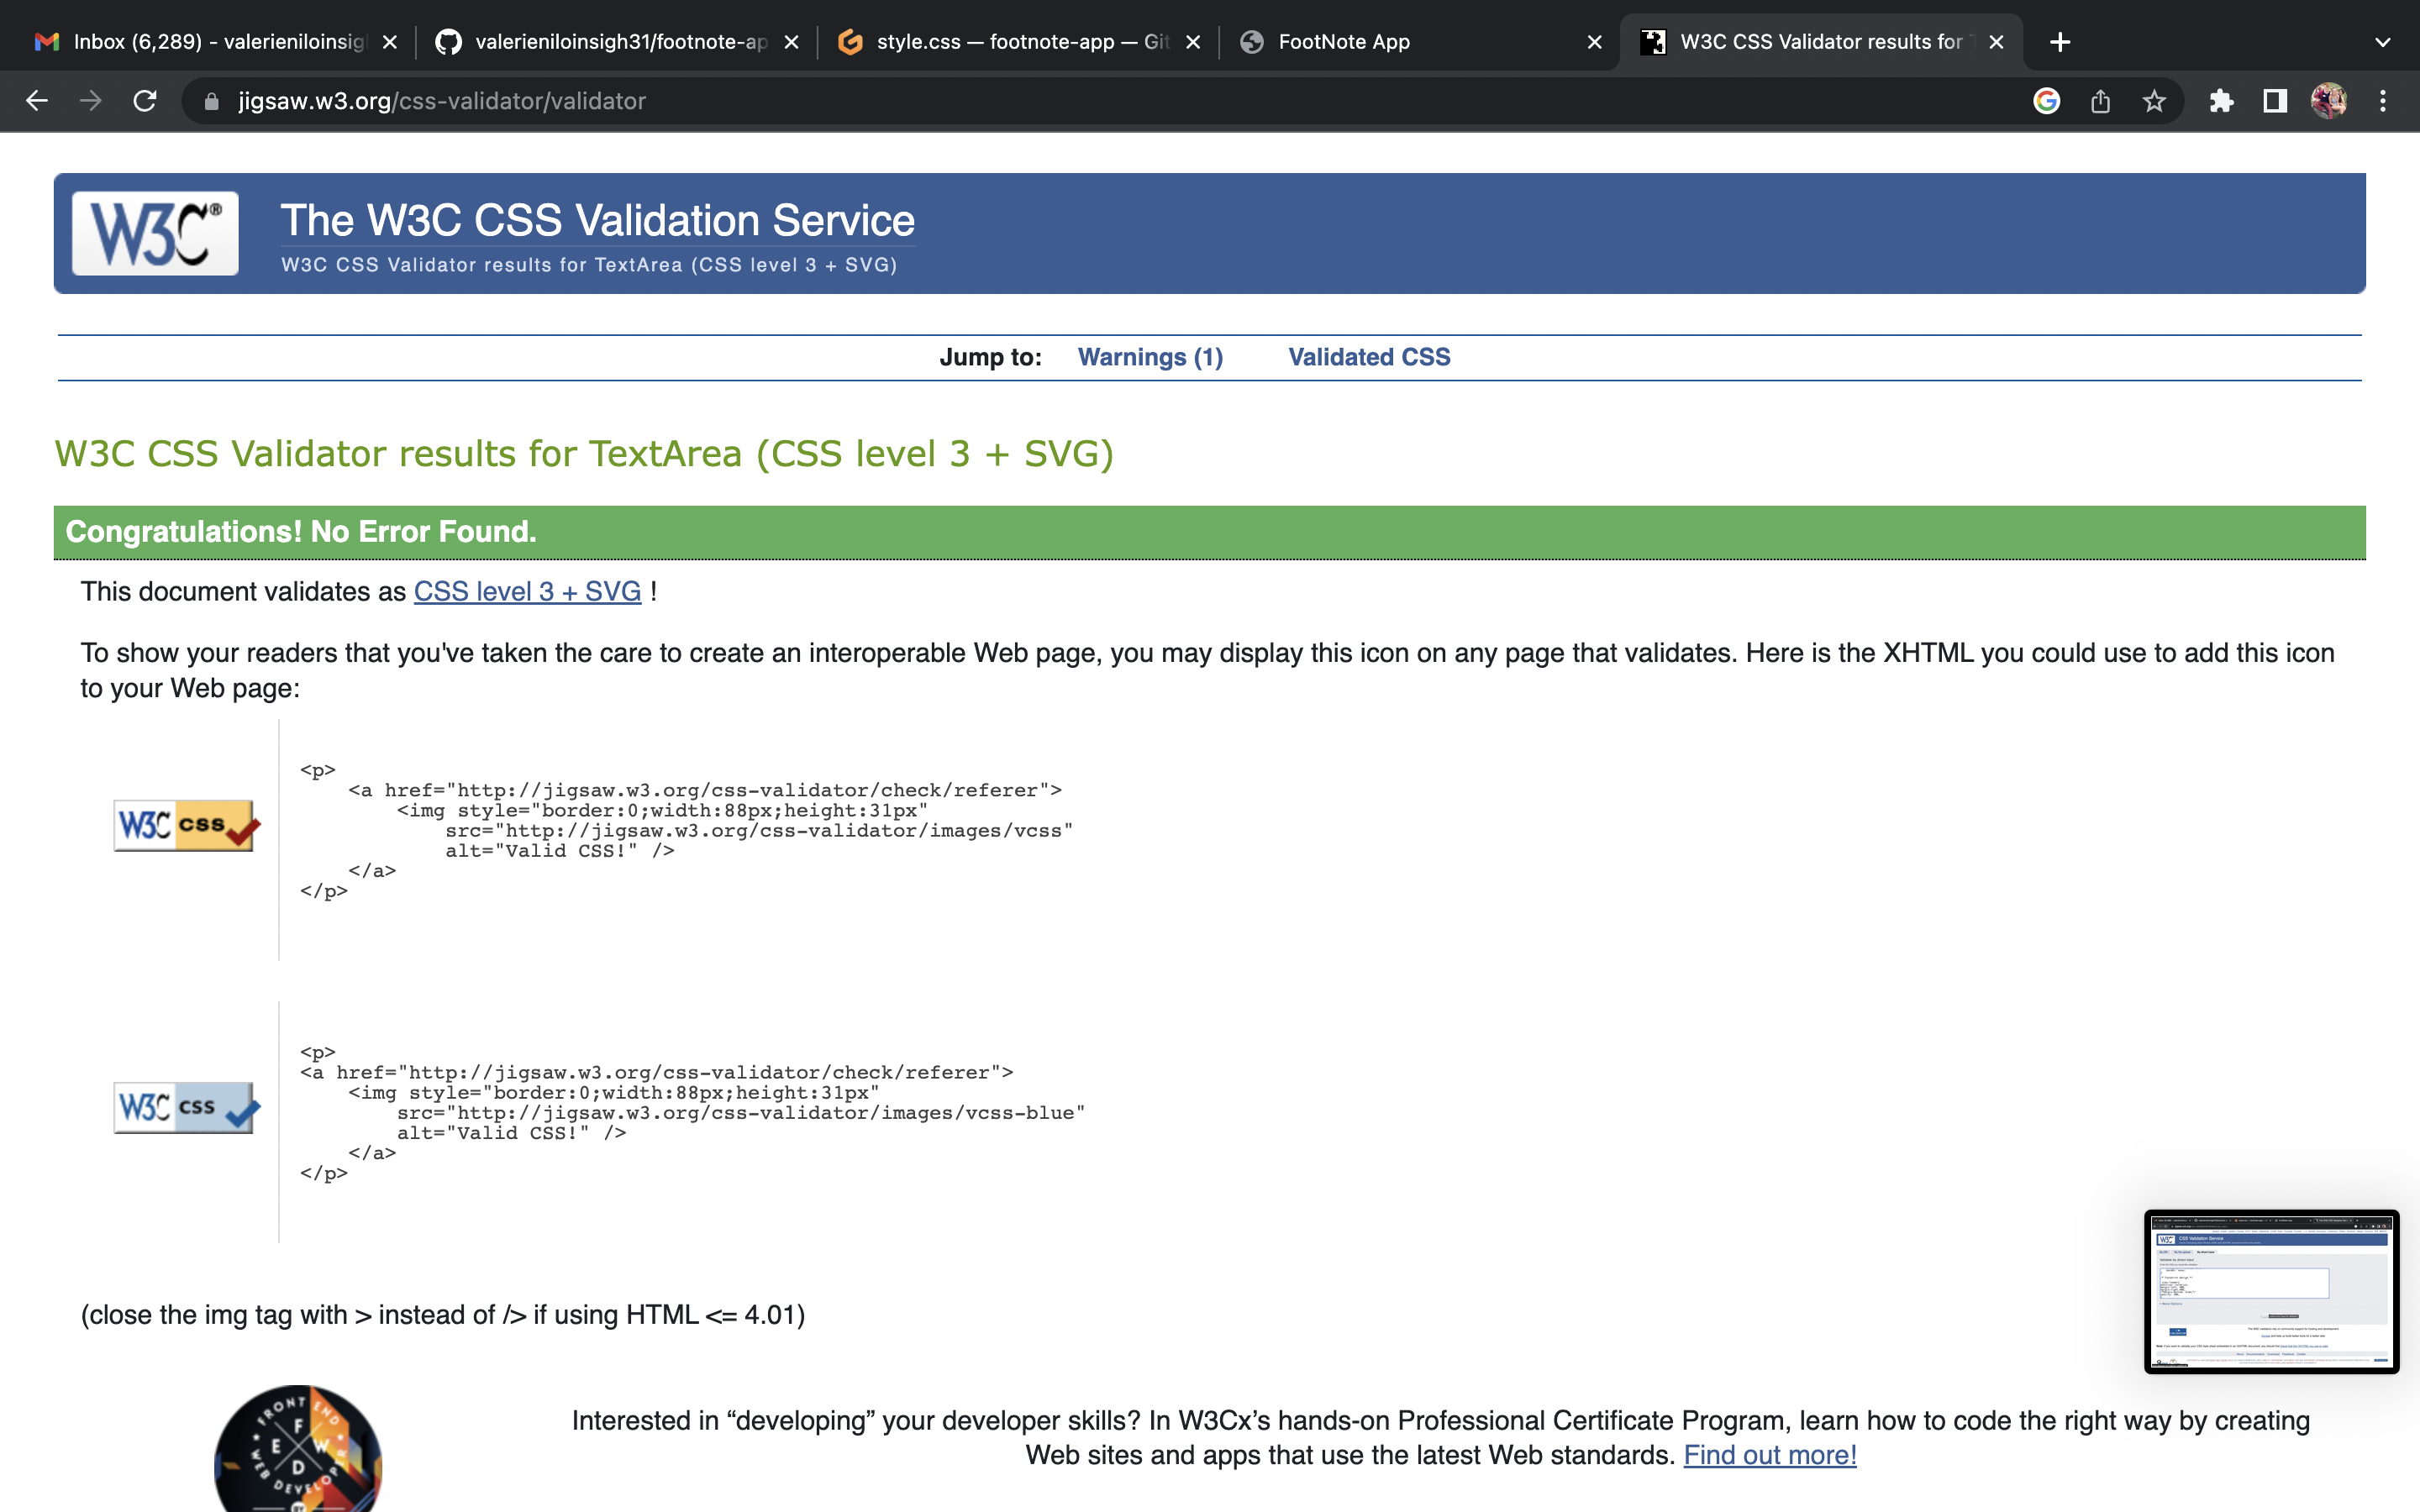 Inbox (6,289) - valerieniloinsig
valerieniloinsigh31/footnote-ap
style.css — footnote-app — Git
FootNote App
W3C CSS Validator results for T
jigsaw.w3.org/css-validator/validator
W3C®
The W3C CSS Validation Service
W3C CSS Validator results for TextArea (CSS level 3 + SVG)
Jump to: Warnings (1) Validated CSS
W3C CSS Validator results for TextArea (CSS level 3 + SVG)
Congratulations! No Error Found.
This document validates as CSS level 3 + SVG !
To show your readers that you've taken the care to create an interoperable Web page, you may display this icon on any page that validates. Here is the XHTML you could use to add this icon
to your Web page:
W3C css
<p>
<a href="http://jigsaw.w3.org/css-validator/check/referer">
<img style="border:0;width:88px;height:31px"
src="http://jigsaw.w3.org/css-validator/images/vcss"
alt="Valid CSS!" />
</a>
</p>
W3C css
<p>
<a href="http://jigsaw.w3.org/css-validator/check/referer">
<img style="border:0;width:88px;height:31px"
src="http://jigsaw.w3.org/css-validator/images/vcss-blue"
alt="Valid CSS!" />
</a>
</p>
(close the img tag with > instead of /> if using HTML <= 4.01)
FRONT END
F E W D
WEB DEVELOPER
BY
Interested in “developing” your developer skills? In W3Cx’s hands-on Professional Certificate Program, learn how to code the right way by creating
Web sites and apps that use the latest Web standards. Find out more!
W3C CSS Validation Service